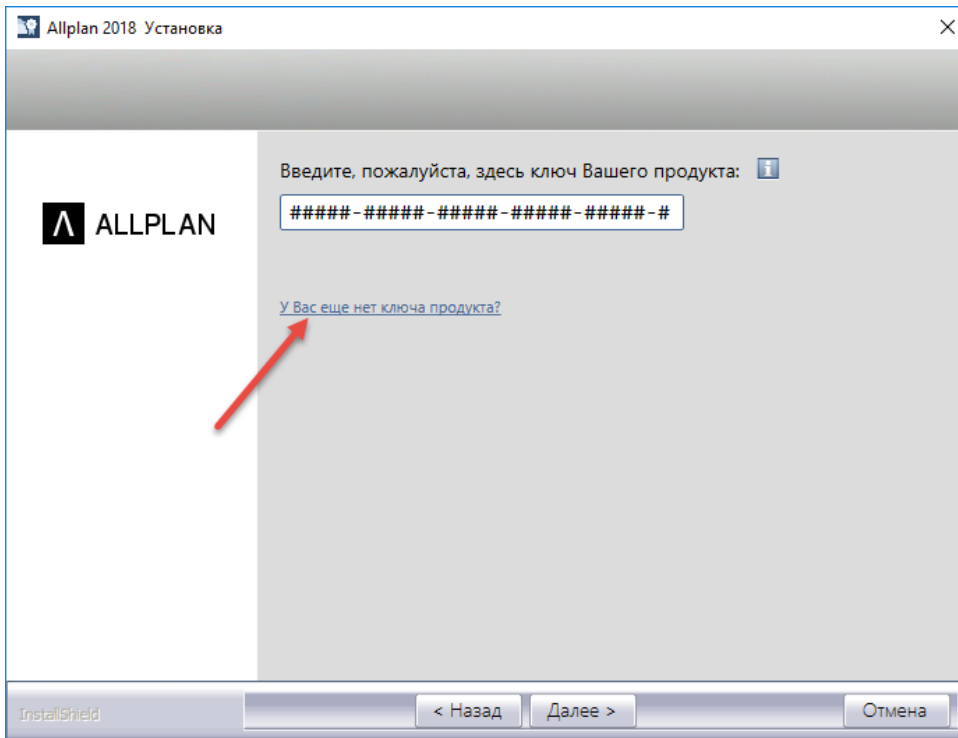 Allplan 2018 Установка
Введите, пожалуйста, здесь ключ Вашего продукта:
ALLPLAN
#####-#####-#####-#####-#####-#
У Вас еще нет ключа продукта?
InstallShield
< Назад
Далее >
Отмена